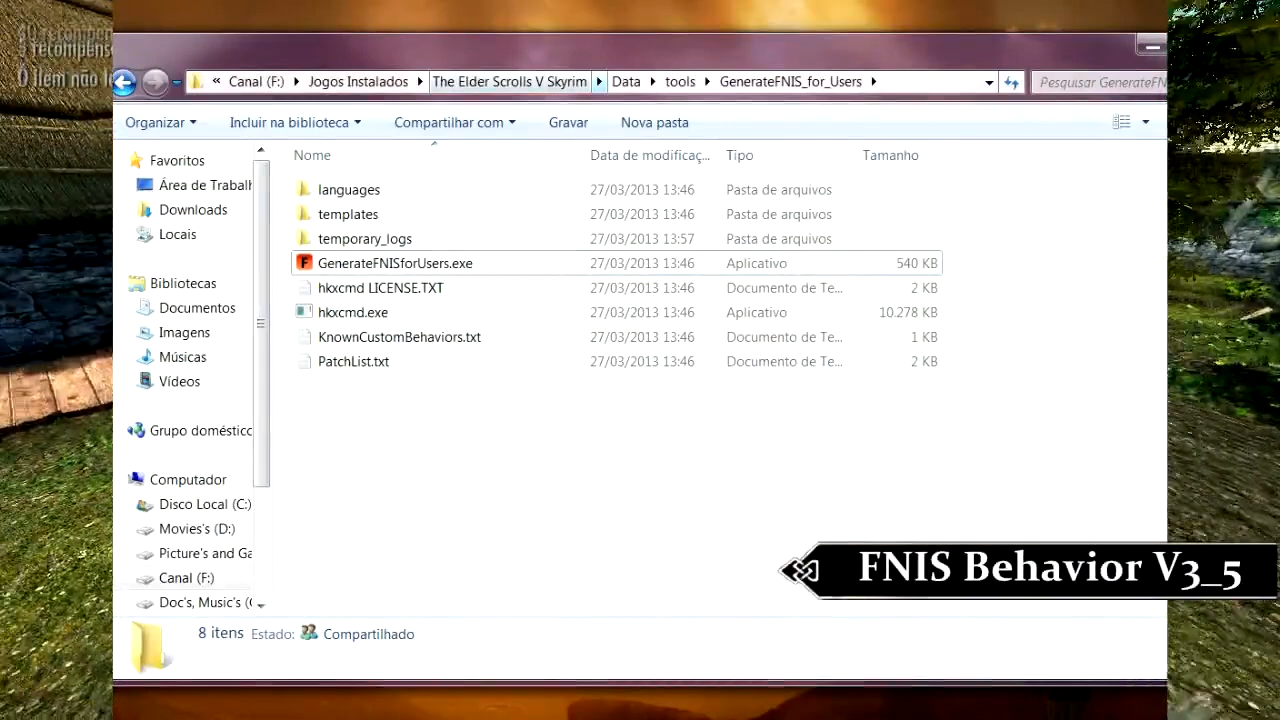 recompens
Ò ilem não l
« Canal (F:) Jogos Instalados The Elder Scrolls V Skyrim Data tools GenerateFNIS_for_Users Pesquisar GenerateFN
Organizar Incluir na biblioteca Compartilhar com Gravar Nova pasta
Nome Data de modificaç... Tipo Tamanho
Favoritos
Área de Trabalh
Downloads
Locais
Bibliotecas
Documentos
Imagens
Músicas
Vídeos
Grupo doméstico
Computador
Disco Local (C:)
Movies's (D:)
Picture's and Ga
Canal (F:)
Doc's, Music's (
languages 27/03/2013 13:46 Pasta de arquivos
templates 27/03/2013 13:46 Pasta de arquivos
temporary_logs 27/03/2013 13:57 Pasta de arquivos
GenerateFNISforUsers.exe 27/03/2013 13:46 Aplicativo 540 KB
hkxcmd LICENSE.TXT 27/03/2013 13:46 Documento de Te... 2 KB
hkxcmd.exe 27/03/2013 13:46 Aplicativo 10.278 KB
KnownCustomBehaviors.txt 27/03/2013 13:46 Documento de Te... 1 KB
PatchList.txt 27/03/2013 13:46 Documento de Te... 2 KB
FNIS Behavior V3_5
8 itens Estado: Compartilhado